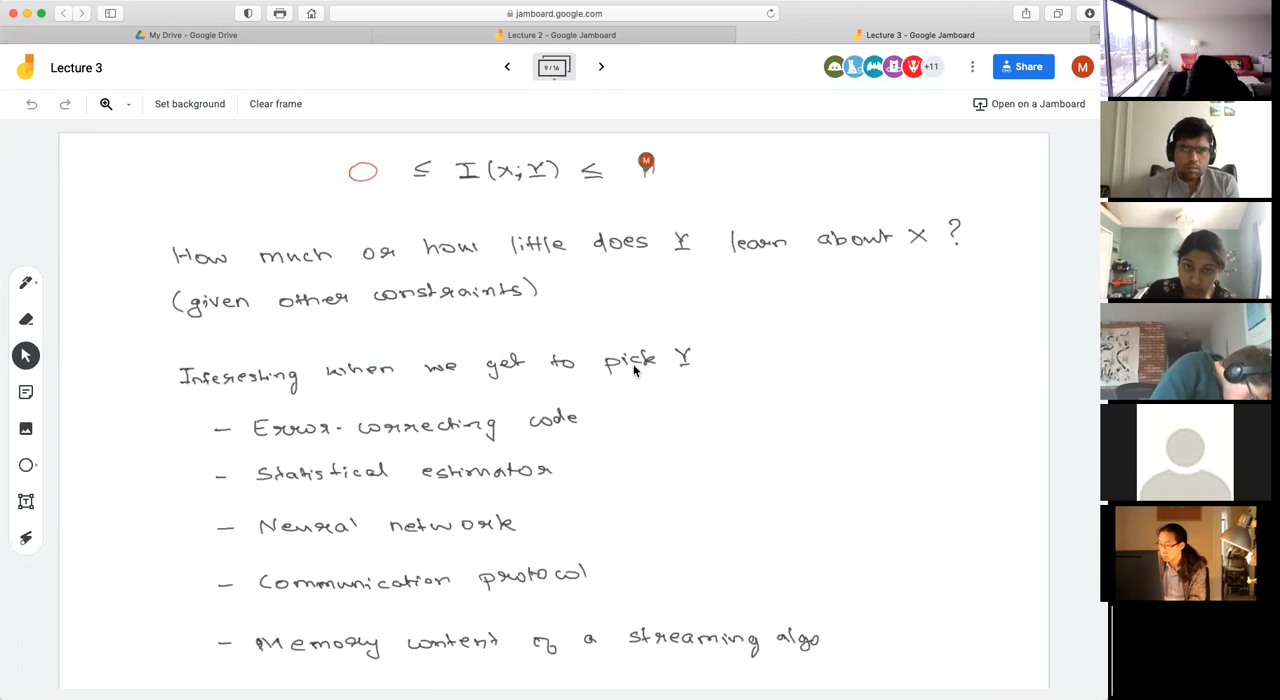 jamboard.google.com
My Drive - Google Drive
Lecture 2 - Google Jamboard
Lecture 3 - Google Jamboard
Lecture 3
9 / 16
+11
Share
M
Set background
Clear frame
Open on a Jamboard
O ≤ I(X;Y) ≤
M
How much or how little does Y learn about X ?
(given other constraints)
Interesting when we get to pick Y
- Error-correcting code
- Statistical estimator
- Neural network
- Communication protocol
- Memory content of a streaming algo